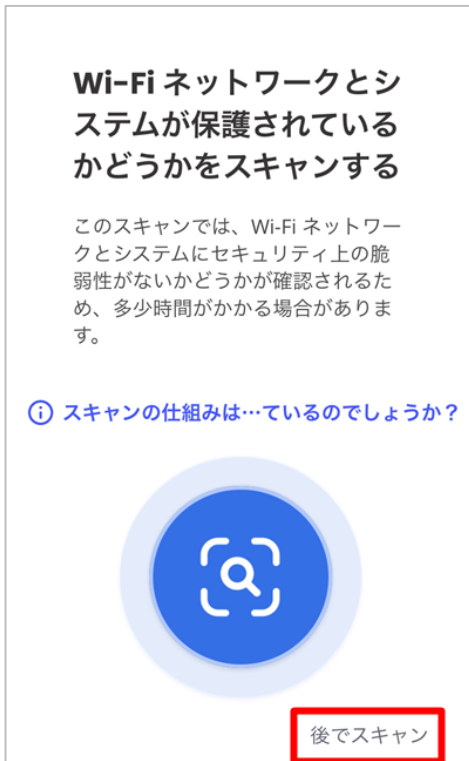 Wi-Fi ネットワークとシ
ステムが保護されている
かどうかをスキャンする
このスキャンでは、Wi-Fi ネットワー
クとシステムにセキュリティ上の脆
弱性がないかどうかが確認されるた
め、多少時間がかかる場合がありま
す。
スキャンの仕組みは…ているのでしょうか？
後でスキャン